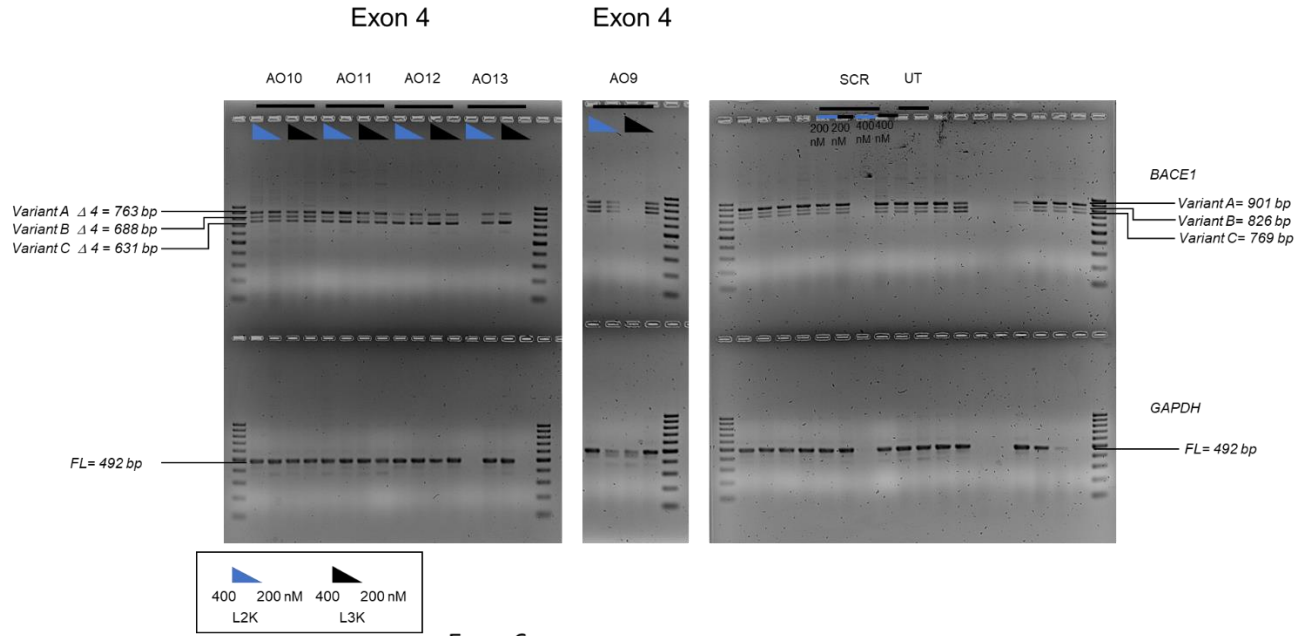 Exon 4
Exon 4
AO10
AO11
AO12
AO13
AO9
SCR
UT
200 200
nM nM
400 400
nM nM
BACE1
Variant A Δ 4 = 763 bp
Variant B Δ 4 = 688 bp
Variant C Δ 4 = 631 bp
Variant A= 901 bp
Variant B= 826 bp
Variant C= 769 bp
GAPDH
FL= 492 bp
FL= 492 bp
400 200 nM
L2K
400 200 nM
L3K